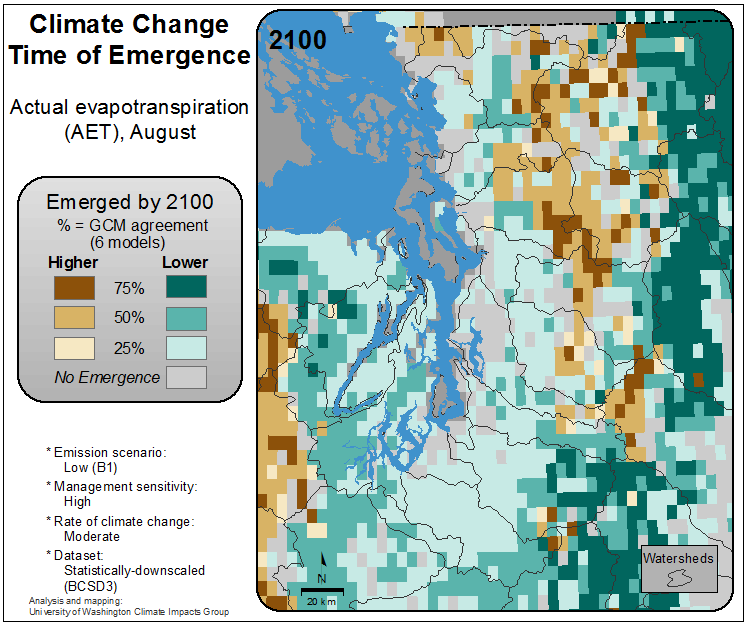 Climate Change
Time of Emergence
Actual evapotranspiration
(AET), August
Emerged by 2100
% = GCM agreement
(6 models)
Higher Lower
75%
50%
25%
No Emergence
* Emission scenario:
Low (B1)
* Management sensitivity:
High
* Rate of climate change:
Moderate
* Dataset:
Statistically-downscaled
(BCSD3)
Analysis and mapping:
University of Washington Climate Impacts Group
2100
N
20 km
Watersheds